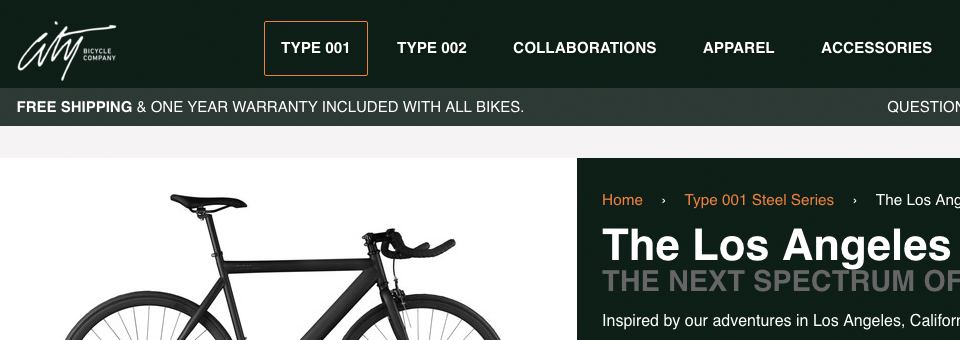 city BICYCLE COMPANY
TYPE 001 TYPE 002 COLLABORATIONS APPAREL ACCESSORIES
FREE SHIPPING & ONE YEAR WARRANTY INCLUDED WITH ALL BIKES. QUESTION
Home › Type 001 Steel Series › The Los Ang
The Los Angeles
THE NEXT SPECTRUM OF
Inspired by our adventures in Los Angeles, Californ